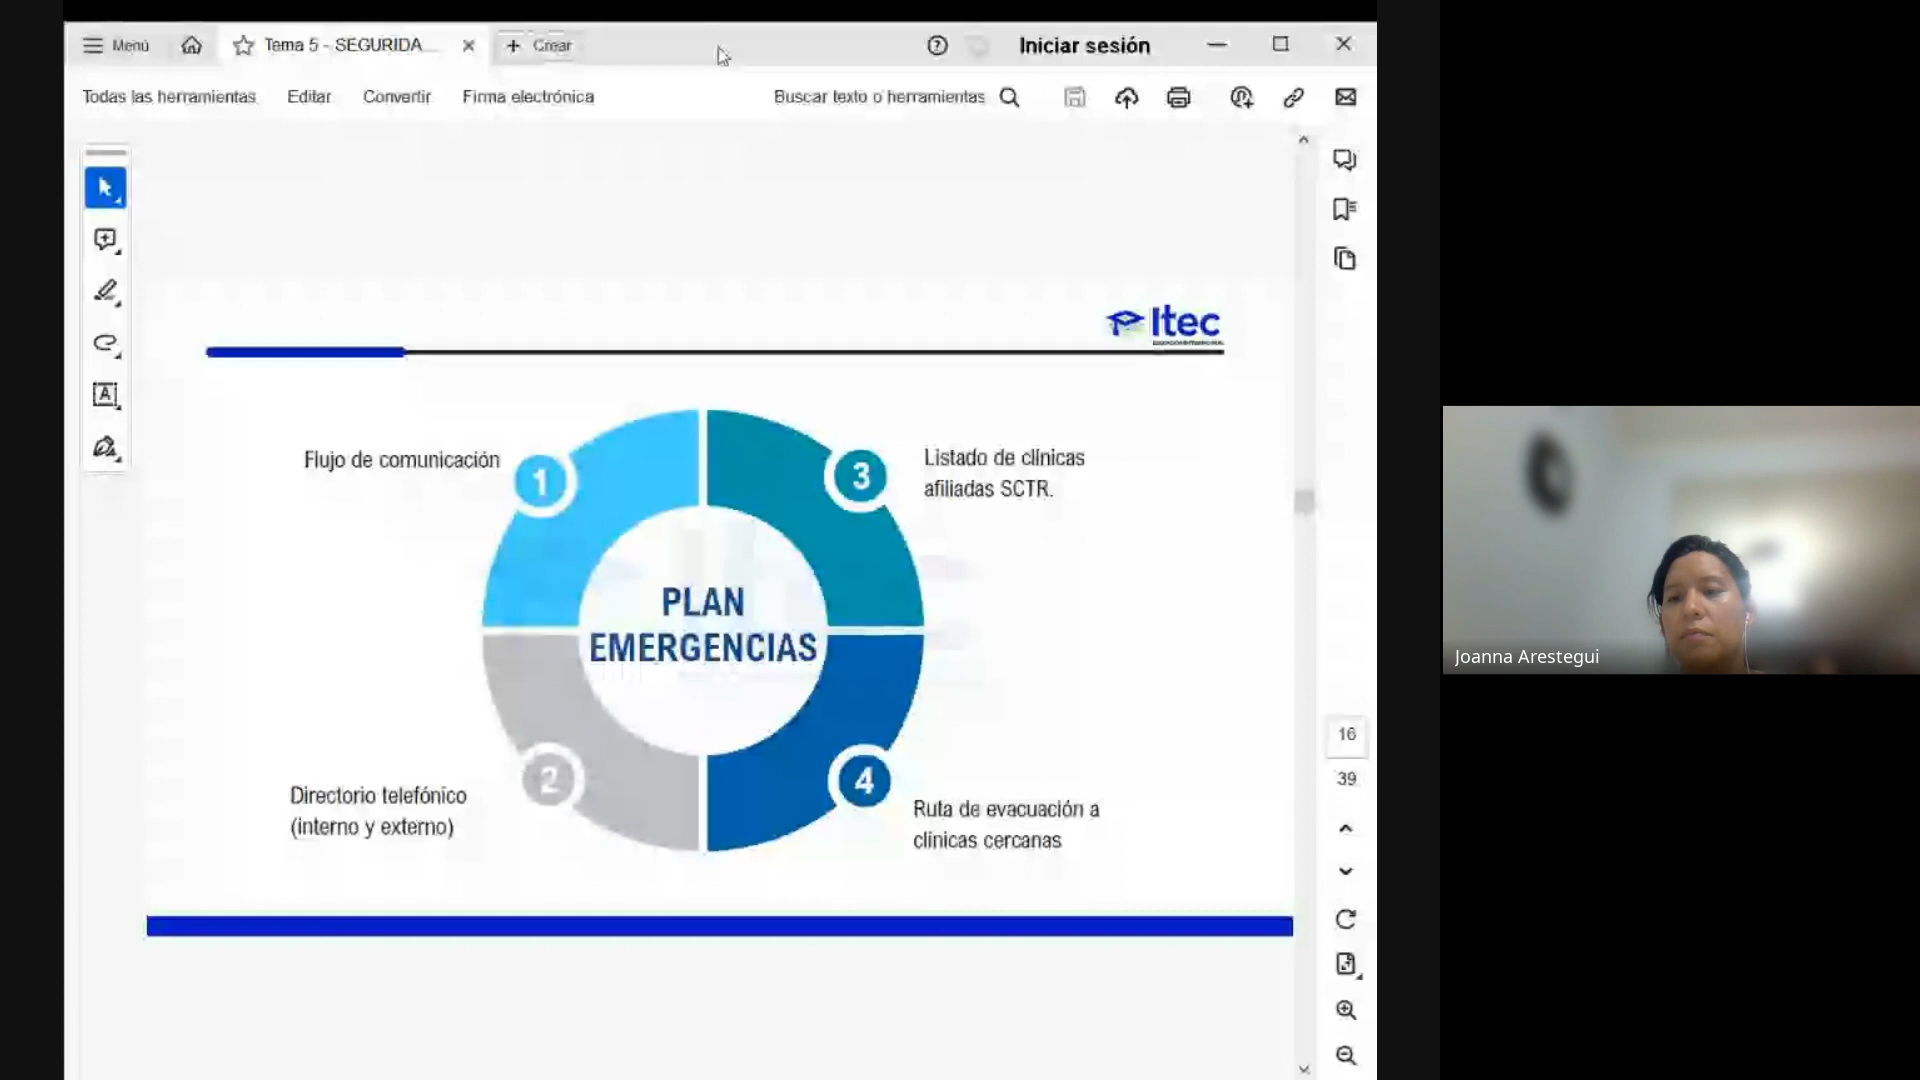 Menú
Tema 5 - SEGURIDA...
Crear
Iniciar sesión
Todas las herramientas
Editar
Convertir
Firma electrónica
Buscar texto o herramientas
Itec
Flujo de comunicación
1
3
Listado de clínicas
afiliadas SCTR.
PLAN
EMERGENCIAS
2
4
Directorio telefónico
(interno y externo)
Ruta de evacuación a
clínicas cercanas
16
39
Joanna Arestegui